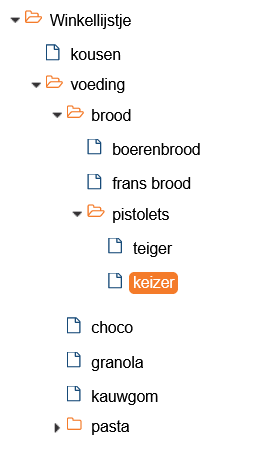 Winkellijstje
kousen
voeding
brood
boerenbrood
frans brood
pistolets
teiger
keizer
choco
granola
kauwgom
pasta